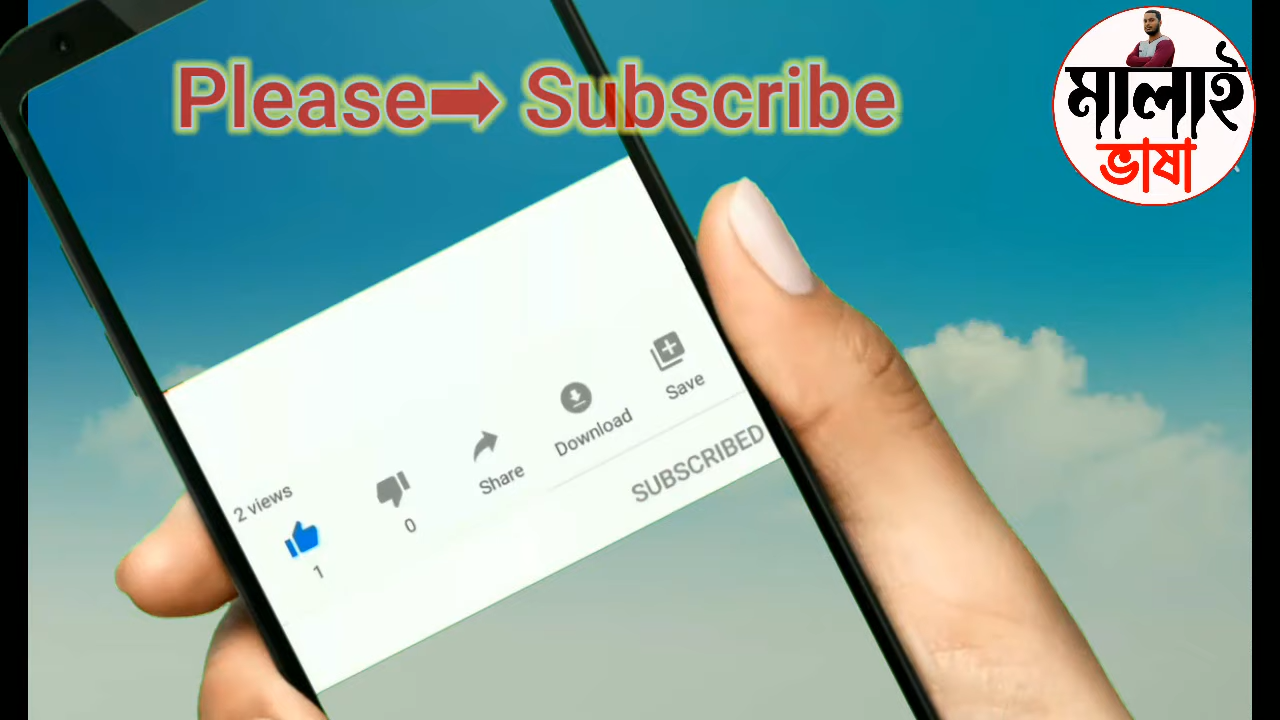 Please➡ Subscribe
মালাই
ভাষা
2 views
1
0
Share
Download
Save
SUBSCRIBED